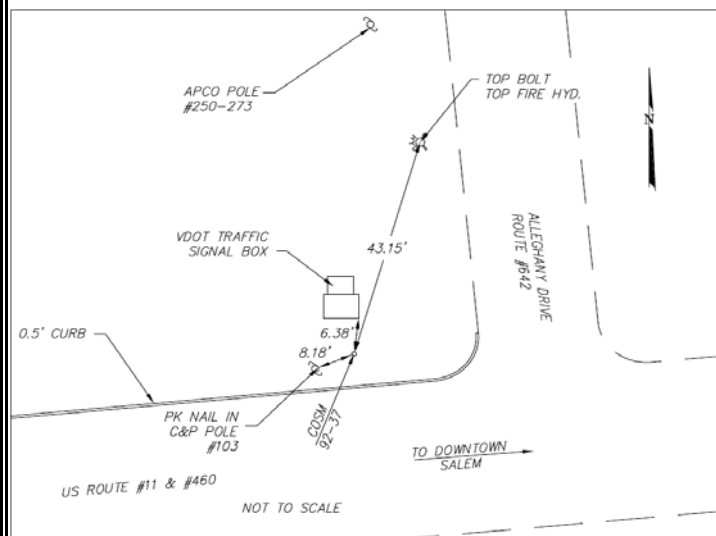 APCO POLE
#250-273
TOP BOLT
TOP FIRE HYD.
N
VDOT TRAFFIC
SIGNAL BOX
43.15'
ALLEGHANY DRIVE
ROUTE #642
0.5' CURB
6.38'
8.18'
PK NAIL IN
C&P POLE
#103
COSM
92-37
TO DOWNTOWN
SALEM
US ROUTE #11 & #460
NOT TO SCALE